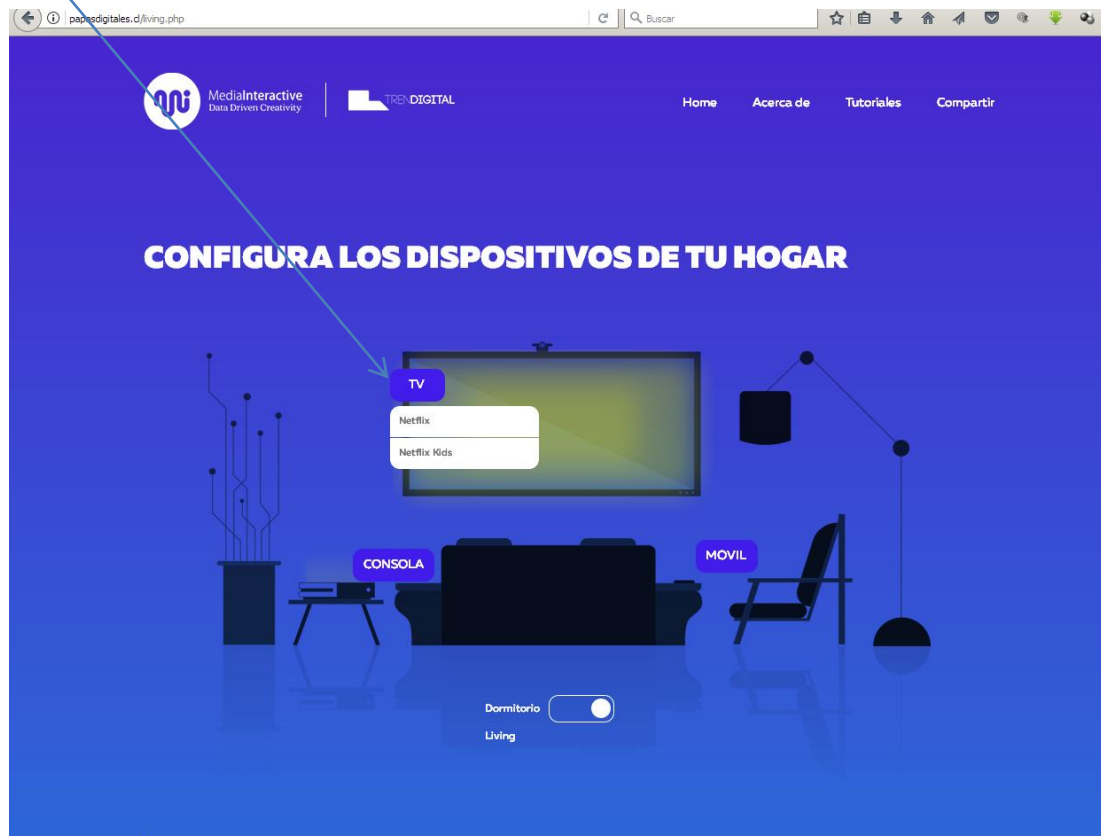 papasdigitales.cl/living.php
Buscar
MediaInteractive
Data Driven Creativity
TRENDIGITAL
Home
Acerca de
Tutoriales
Compartir
CONFIGURA LOS DISPOSITIVOS DE TU HOGAR
TV
Netflix
Netflix Kids
CONSOLA
MOVIL
Dormitorio
Living